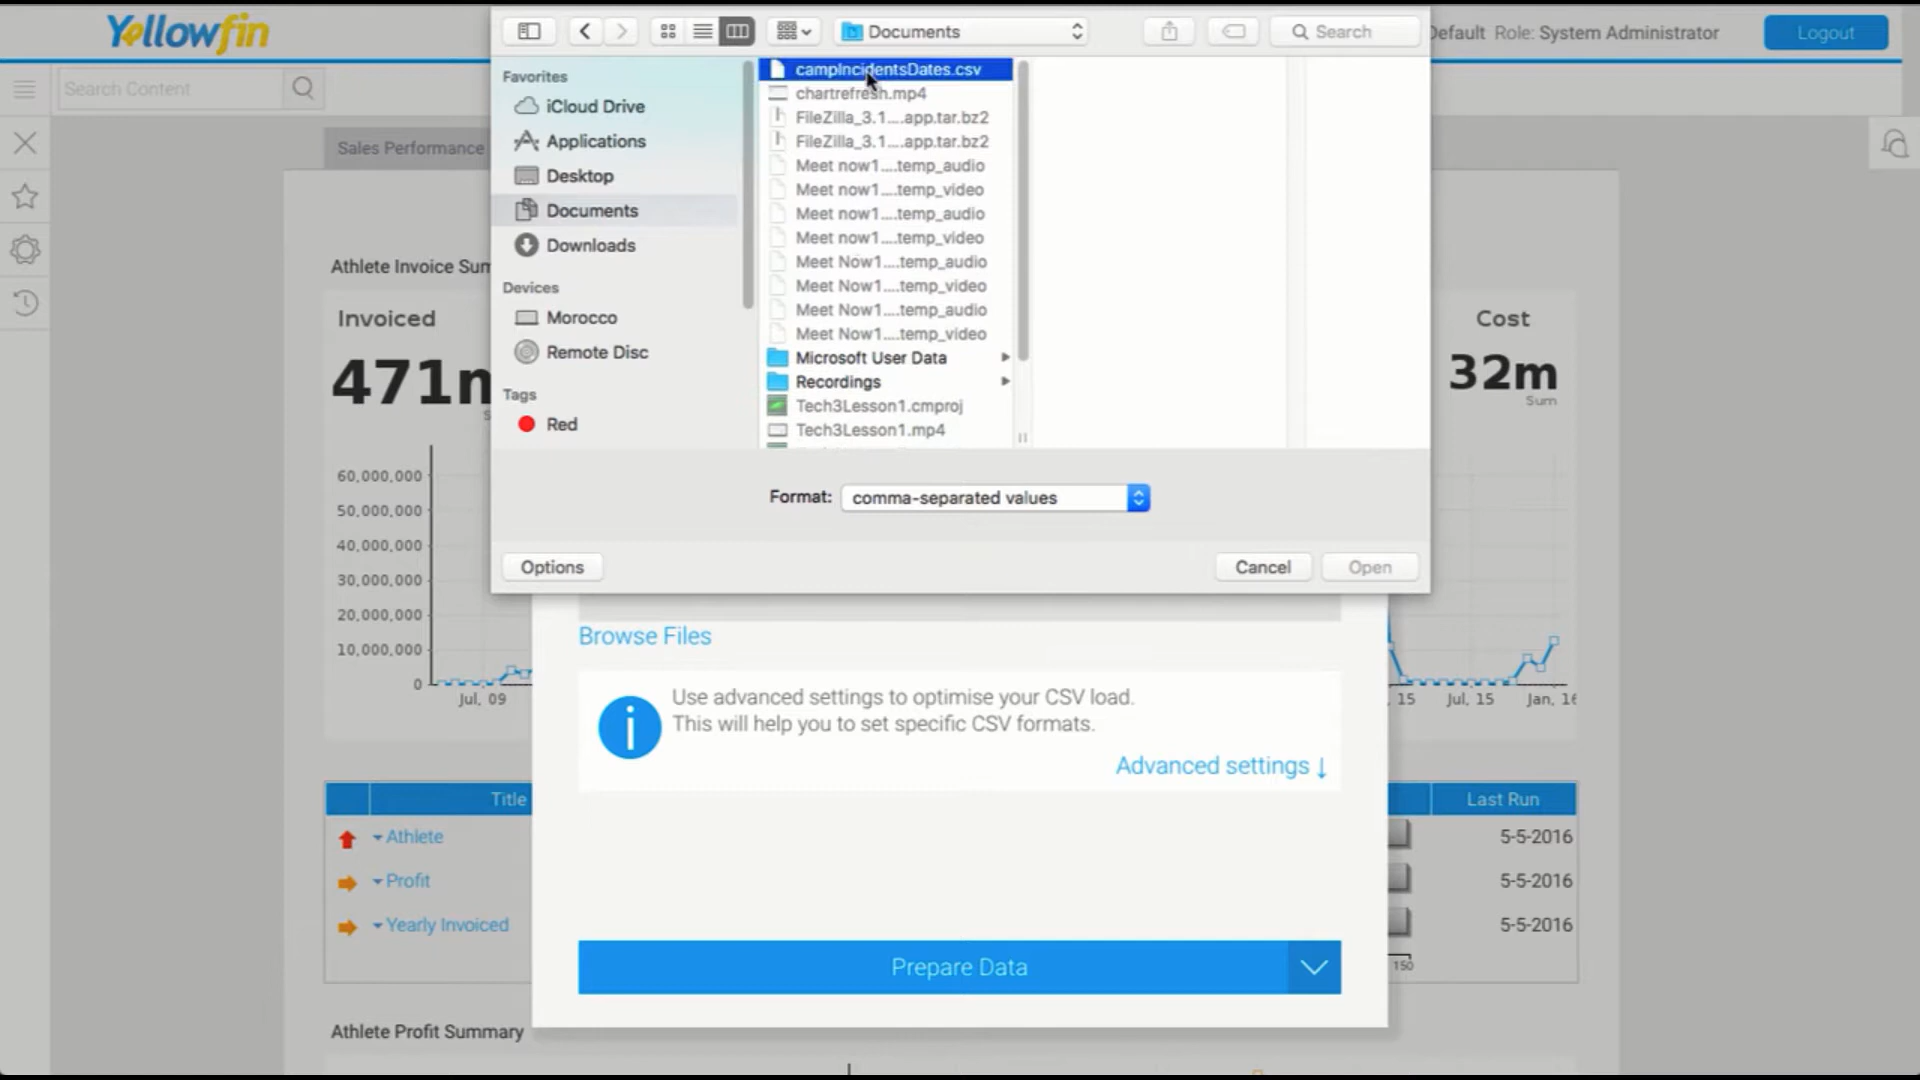 Yellowfin
Documents
Search
Default Role: System Administrator
Logout
Search Content
Favorites
iCloud Drive
Applications
Desktop
Documents
Downloads
Devices
Morocco
Remote Disc
Tags
Red
campIncidentsDates.csv
chartrefresh.mp4
FileZilla_3.1....app.tar.bz2
FileZilla_3.1....app.tar.bz2
Meet now1....temp_audio
Meet now1....temp_video
Meet now1....temp_audio
Meet now1....temp_video
Meet Now1....temp_audio
Meet Now1....temp_video
Meet Now1....temp_audio
Meet Now1....temp_video
Microsoft User Data
Recordings
Tech3Lesson1.cmproj
Tech3Lesson1.mp4
Format: comma-separated values
Options
Cancel
Open
Sales Performance
Athlete Invoice Sum
Invoiced
471m
Cost
32m
Sum
60,000,000
50,000,000
40,000,000
30,000,000
20,000,000
10,000,000
0
Jul, 09
15
Jul, 15
Jan, 16
Browse Files
Use advanced settings to optimise your CSV load.
This will help you to set specific CSV formats.
Advanced settings ↓
Title
Last Run
Athlete
5-5-2016
Profit
5-5-2016
Yearly Invoiced
5-5-2016
150
Prepare Data
Athlete Profit Summary